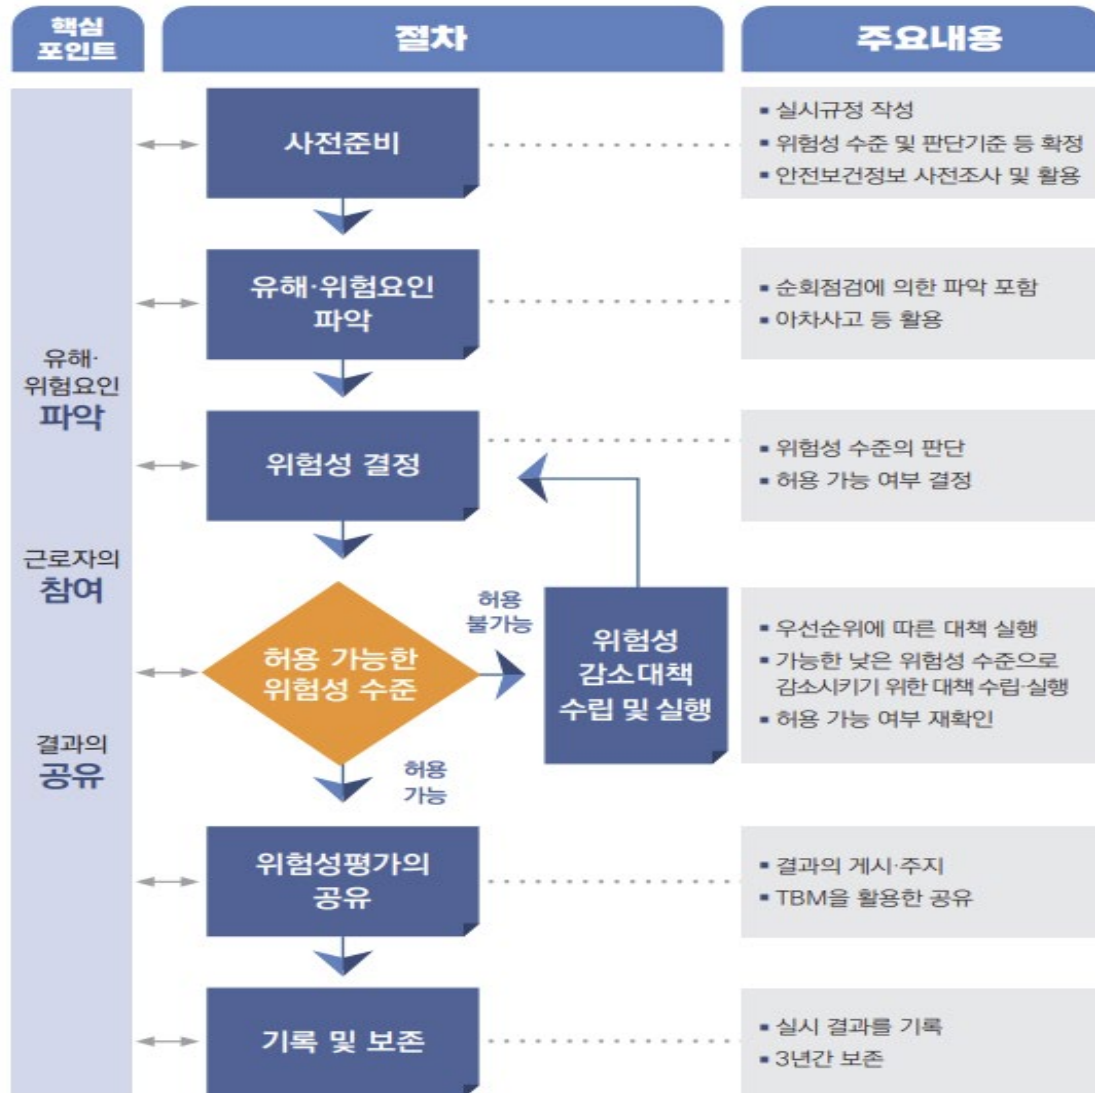 핵심
포인트
절차
주요내용
유해·
위험요인
파악
근로자의
참여
결과의
공유
사전준비
▪ 실시규정 작성
▪ 위험성 수준 및 판단기준 등 확정
▪ 안전보건정보 사전조사 및 활용
유해·위험요인
파악
▪ 순회점검에 의한 파악 포함
▪ 아차사고 등 활용
위험성 결정
▪ 위험성 수준의 판단
▪ 허용 가능 여부 결정
허용 가능한
위험성 수준
허용
불가능
위험성
감소대책
수립 및 실행
▪ 우선순위에 따른 대책 실행
▪ 가능한 낮은 위험성 수준으로
감소시키기 위한 대책 수립·실행
▪ 허용 가능 여부 재확인
허용
가능
위험성평가의
공유
▪ 결과의 게시·주지
▪ TBM을 활용한 공유
기록 및 보존
▪ 실시 결과를 기록
▪ 3년간 보존